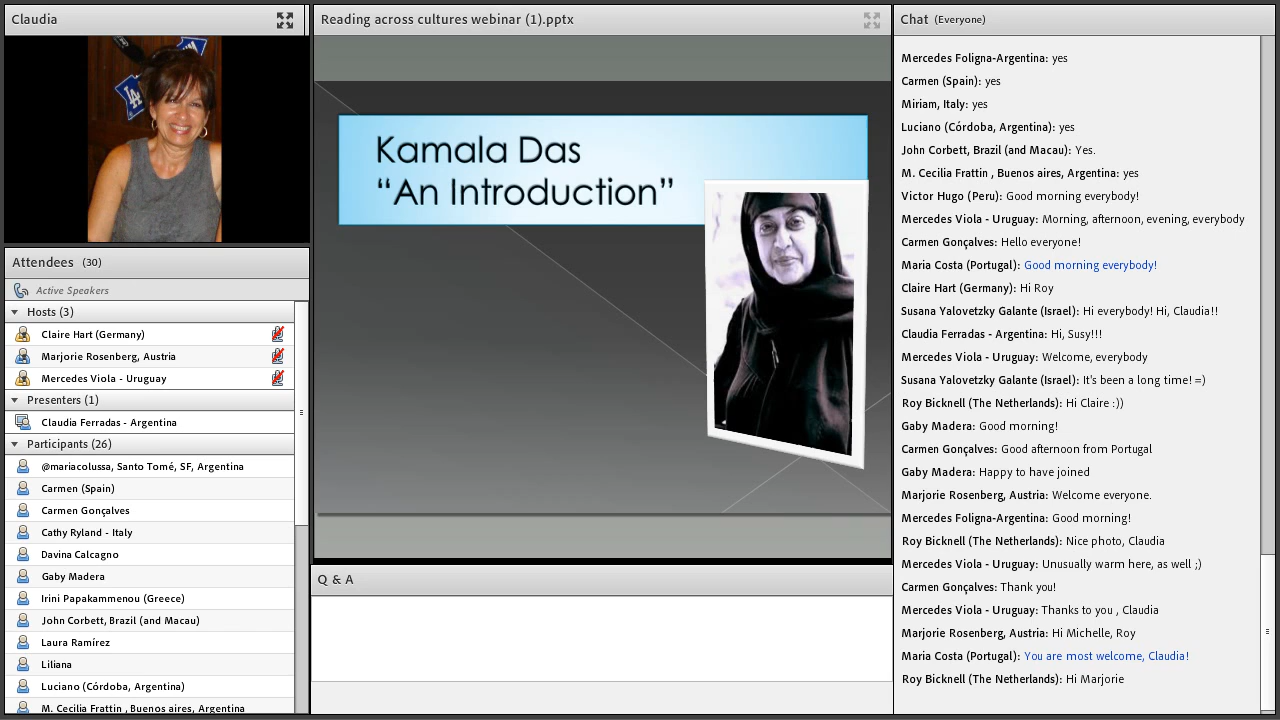 Claudia
LA
Attendees (30)
Active Speakers
Hosts (3)
Claire Hart (Germany)
Marjorie Rosenberg, Austria
Mercedes Viola - Uruguay
Presenters (1)
Claudia Ferradas - Argentina
Participants (26)
@mariacolussa, Santo Tomé, SF, Argentina
Carmen (Spain)
Carmen Gonçalves
Cathy Ryland - Italy
Davina Calcagno
Gaby Madera
Irini Papakammenou (Greece)
John Corbett, Brazil (and Macau)
Laura Ramírez
Liliana
Luciano (Córdoba, Argentina)
M. Cecilia Frattin , Buenos aires, Argentina
Reading across cultures webinar (1).pptx
Kamala Das
“An Introduction”
Q & A
Chat (Everyone)
Mercedes Foligna-Argentina: yes
Carmen (Spain): yes
Miriam, Italy: yes
Luciano (Córdoba, Argentina): yes
John Corbett, Brazil (and Macau): Yes.
M. Cecilia Frattin , Buenos aires, Argentina: yes
Victor Hugo (Peru): Good morning everybody!
Mercedes Viola - Uruguay: Morning, afternoon, evening, everybody
Carmen Gonçalves: Hello everyone!
Maria Costa (Portugal): Good morning everybody!
Claire Hart (Germany): Hi Roy
Susana Yalovetzky Galante (Israel): Hi everybody! Hi, Claudia!!
Claudia Ferradas - Argentina: Hi, Susy!!!
Mercedes Viola - Uruguay: Welcome, everybody
Susana Yalovetzky Galante (Israel): It's been a long time! =)
Roy Bicknell (The Netherlands): Hi Claire :))
Gaby Madera: Good morning!
Carmen Gonçalves: Good afternoon from Portugal
Gaby Madera: Happy to have joined
Marjorie Rosenberg, Austria: Welcome everyone.
Mercedes Foligna-Argentina: Good morning!
Roy Bicknell (The Netherlands): Nice photo, Claudia
Mercedes Viola - Uruguay: Unusually warm here, as well ;)
Carmen Gonçalves: Thank you!
Mercedes Viola - Uruguay: Thanks to you , Claudia
Marjorie Rosenberg, Austria: Hi Michelle, Roy
Maria Costa (Portugal): You are most welcome, Claudia!
Roy Bicknell (The Netherlands): Hi Marjorie